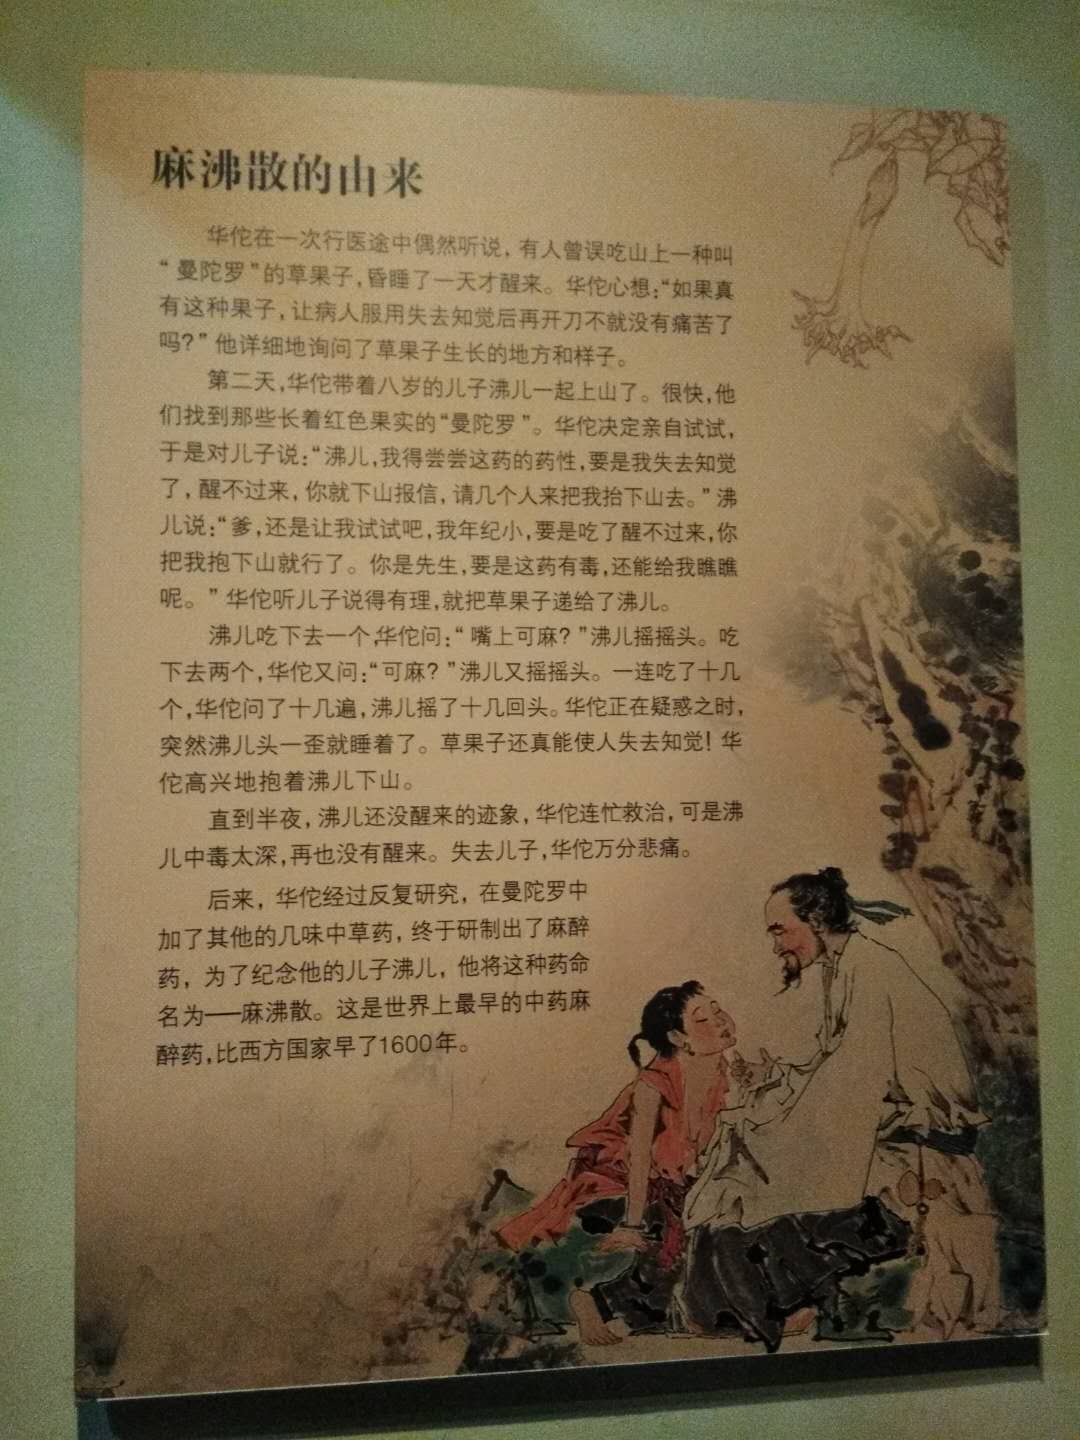 麻沸散的由来
华佗在一次行医途中偶然听说，有人曾误吃山上一种叫
“曼陀罗”的草果子，昏睡了一天才醒来。华佗心想：“如果真
有这种果子，让病人服用失去知觉后再开刀不就没有痛苦了
吗？”他详细地询问了草果子生长的地方和样子。
第二天，华佗带着八岁的儿子沸儿一起上山了。很快，他
们找到那些长着红色果实的“曼陀罗”。华佗决定亲自试试，
于是对儿子说：“沸儿，我得尝尝这药的药性，要是我失去知觉
了，醒不过来，你就下山报信，请几个人来把我抬下山去。”沸
儿说：“爹，还是让我试试吧，我年纪小，要是吃了醒不过来，你
把我抱下山就行了。你是先生，要是这药有毒，还能给我瞧瞧
呢。”华佗听儿子说得有理，就把草果子递给了沸儿。
沸儿吃下去一个，华佗问：“嘴上可麻？”沸儿摇摇头。吃
下去两个，华佗又问：“可麻？”沸儿又摇摇头。一连吃了十几
个，华佗问了十几遍，沸儿摇了十几回头。华佗正在疑惑之时，
突然沸儿头一歪就睡着了。草果子还真能使人失去知觉！华
佗高兴地抱着沸儿下山。
直到半夜，沸儿还没醒来的迹象，华佗连忙救治，可是沸
儿中毒太深，再也没有醒来。失去儿子，华佗万分悲痛。
后来，华佗经过反复研究，在曼陀罗中
加了其他的几味中草药，终于研制出了麻醉
药，为了纪念他的儿子沸儿，他将这种药命
名为——麻沸散。这是世界上最早的中药麻
醉药，比西方国家早了1600年。